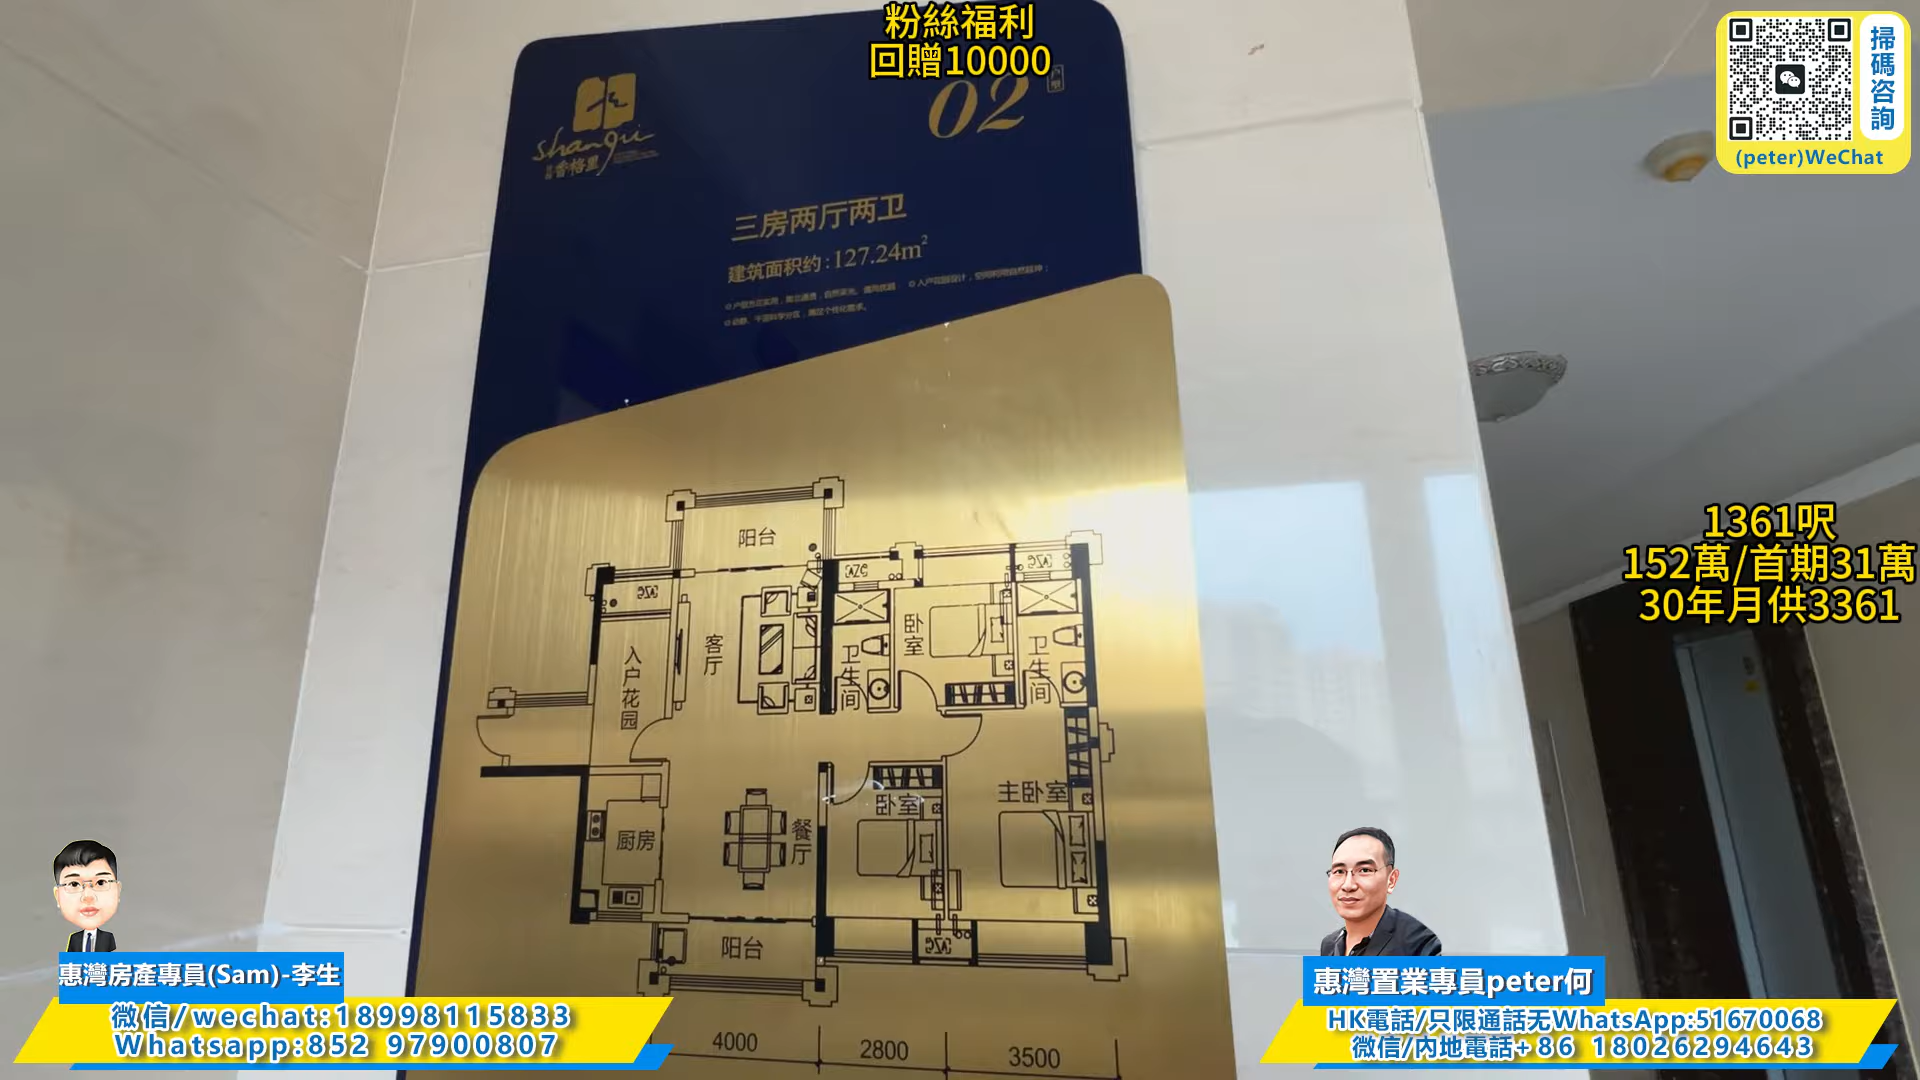 粉絲福利
回贈10000
掃碼咨詢
(peter)WeChat
shangri
香格里
02
户型
三房两厅两卫
建筑面积约:127.24m²
1361呎
152萬/首期31萬
30年月供3361
阳台
客厅
入户花园
卫生间
卧室
卫生间
主卧室
卧室
餐厅
厨房
阳台
4000
2800
3500
惠灣房產專員(Sam)-李生
微信/wechat:18998115833
Whatsapp:852 97900807
惠灣置業專員peter何
HK電話/只限通話无WhatsApp:51670068
微信/內地電話+86 18026294643